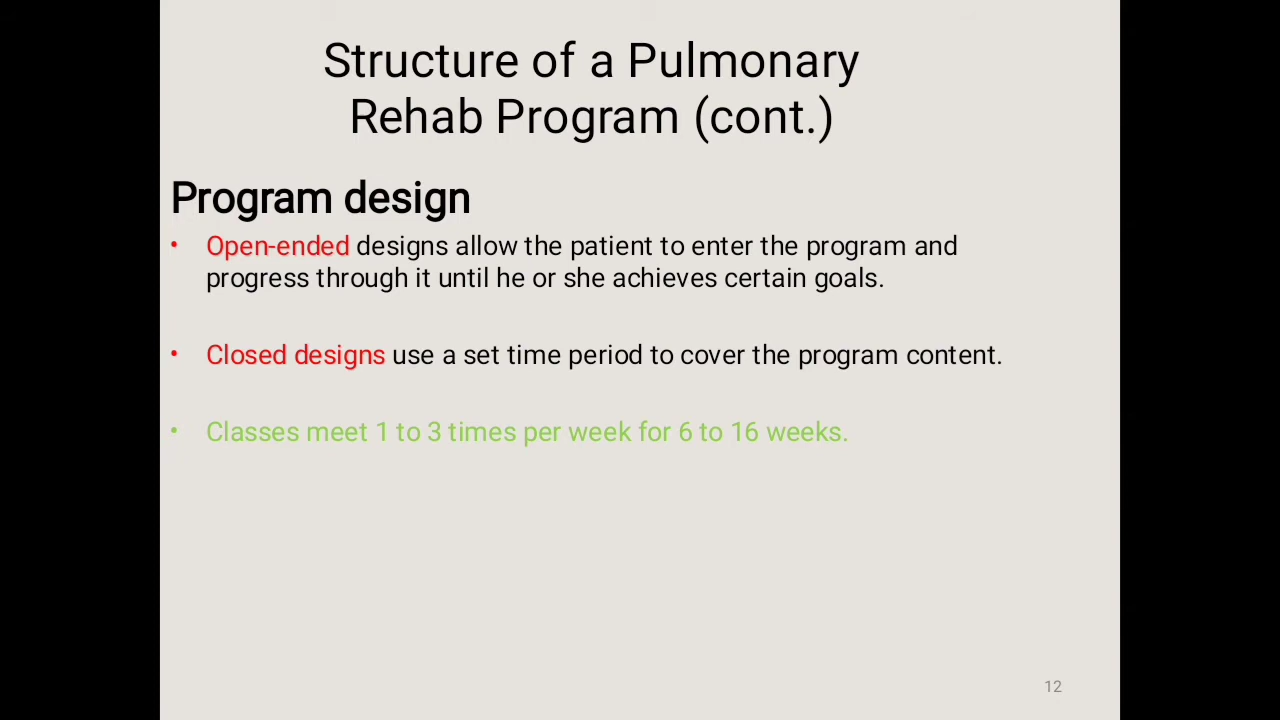 Structure of a Pulmonary
Rehab Program (cont.)
Program design
• Open-ended designs allow the patient to enter the program and
progress through it until he or she achieves certain goals.
• Closed designs use a set time period to cover the program content.
• Classes meet 1 to 3 times per week for 6 to 16 weeks.
12